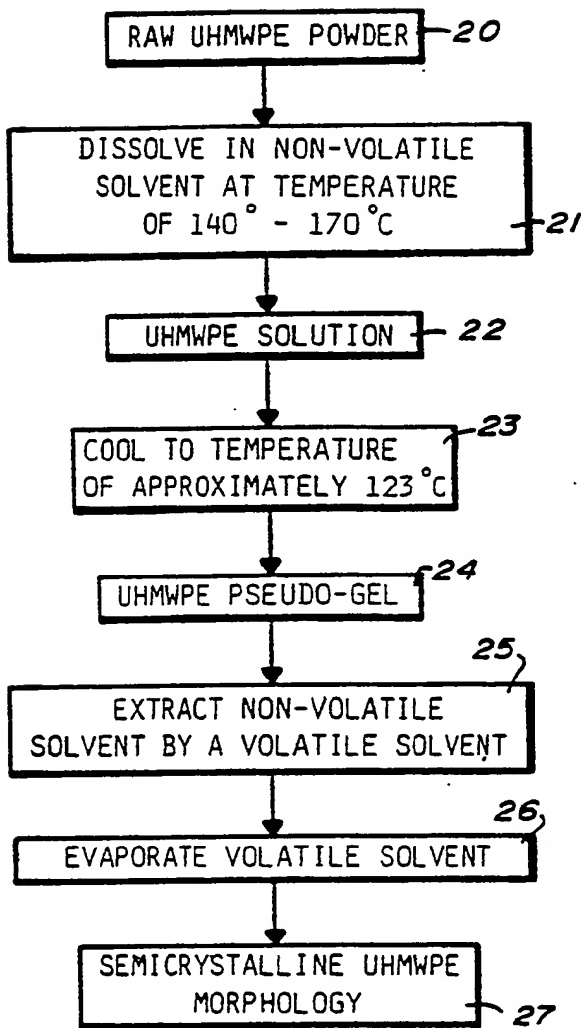 RAW UHMWPE POWDER 20
DISSOLVE IN NON-VOLATILE
SOLVENT AT TEMPERATURE
OF 140° - 170°C
21
UHMWPE SOLUTION 22
23
COOL TO TEMPERATURE
OF APPROXIMATELY 123°C
24
UHMWPE PSEUDO-GEL
25
EXTRACT NON-VOLATILE
SOLVENT BY A VOLATILE SOLVENT
26
EVAPORATE VOLATILE SOLVENT
SEMICRYSTALLINE UHMWPE
MORPHOLOGY
27